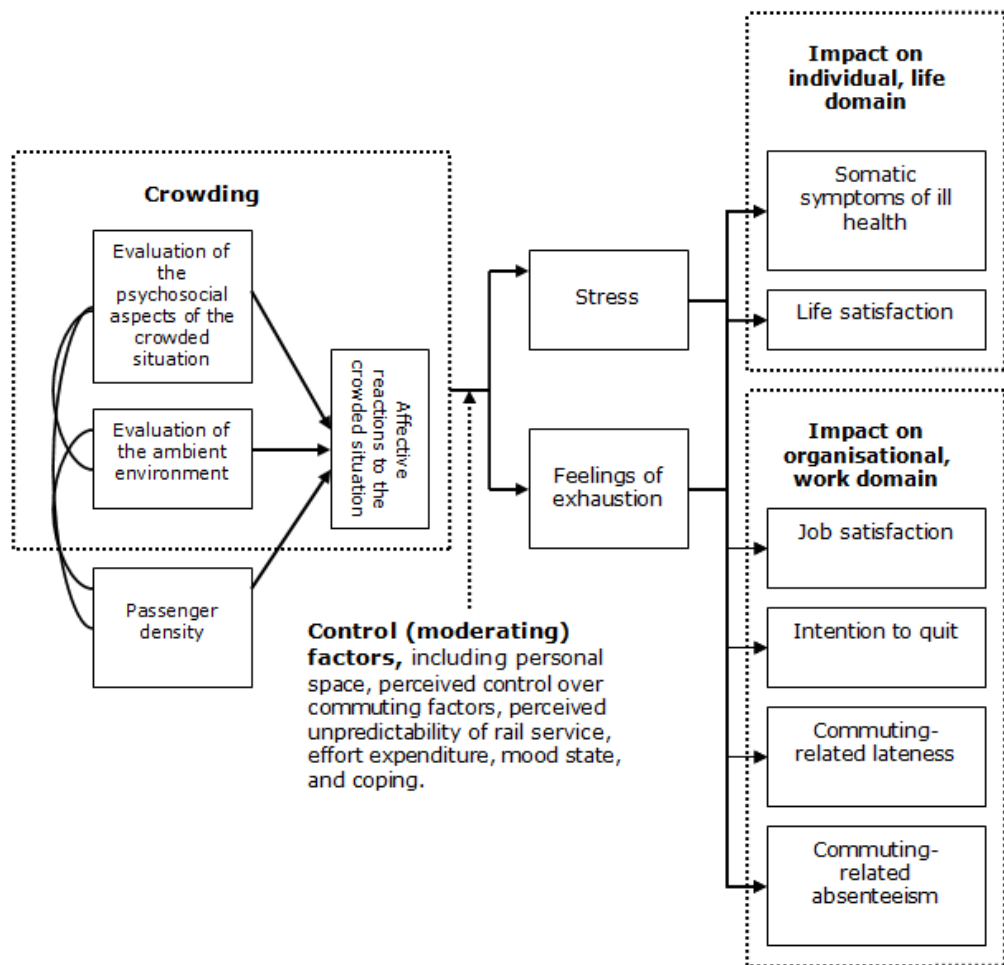 Crowding
Evaluation of
the
psychosocial
aspects of the
crowded
situation
Evaluation of
the ambient
environment
Passenger
density
Affective
reactions to the
crowded situation
Control (moderating)
factors, including personal
space, perceived control over
commuting factors, perceived
unpredictability of rail service,
effort expenditure, mood state,
and coping.
Stress
Feelings of
exhaustion
Impact on
individual, life
domain
Somatic
symptoms of ill
health
Life satisfaction
Impact on
organisational,
work domain
Job satisfaction
Intention to quit
Commuting-
related lateness
Commuting-
related
absenteeism